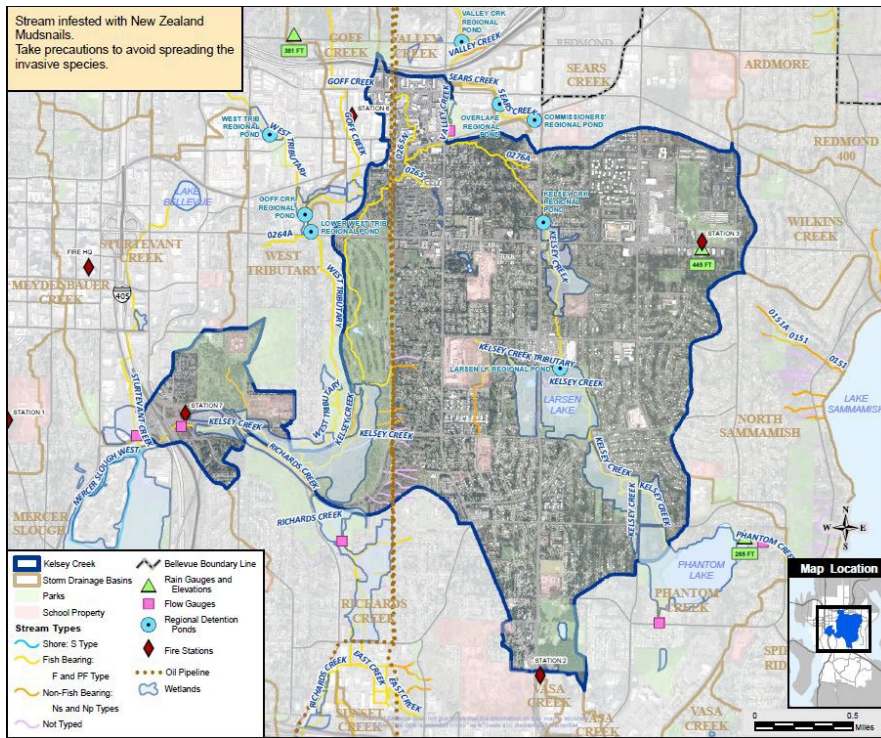 Stream infested with New Zealand
Mudsnails.
Take precautions to avoid spreading the
invasive species.
VALLEY CRK
REGIONAL
POND
GOFF
CREEK
VALLEY
CREEK
VALLEY CREEK
REDMOND
381 FT
SEARS
CREEK
ARDMORE
GOFF CREEK
SEARS CREEK
SEARS CREEK
STATION 6
WEST TRIB
REGIONAL
POND
WEST TRIBUTARY
GOFF CREEK
0265N
VALLEY CREEK
OVERLAKE
REGIONAL
POND
COMMISSIONERS'
REGIONAL POND
REDMOND
400
0276A
0265
LAKE
BELLEVUE
GOFF CRK
REGIONAL
POND
KELSEY CRK
REGIONAL
POND
LOWER WEST TRIB
REGIONAL POND
0264A
STATION 3
445 FT
WILKINS
CREEK
STURTEVANT
CREEK
FIRE HQ
WEST
TRIBUTARY
MEYDENBAUER
CREEK
405
WEST TRIBUTARY
KELSEY CREEK
0151A
0151
0151
KELSEY CREEK TRIBUTARY
LARSEN LK REGIONAL POND
KELSEY CREEK
STURTEVANT CREEK
WEST TRIBUTARY
KELSEY CREEK
LARSEN
LAKE
LAKE
SAMMAMISH
STATION 1
STATION 7
KELSEY CREEK
KELSEY CREEK
NORTH
SAMMAMISH
MERCER SLOUGH WEST
RICHARDS CREEK
KELSEY CREEK
KELSEY CREEK
KELSEY CREEK
MERCER
SLOUGH
RICHARDS CREEK
PHANTOM CREEK
265 FT
W
N
E
S
PHANTOM
LAKE
PHANTOM
CREEK
RICHARDS
CREEK
Kelsey Creek
Storm Drainage Basins
Parks
School Property
Stream Types
Shore: S Type
Fish Bearing:
F and PF Type
Non-Fish Bearing:
Ns and Np Types
Not Typed
Bellevue Boundary Line
Rain Gauges and
Elevations
Flow Gauges
Regional Detention
Ponds
Fire Stations
Oil Pipeline
Wetlands
Map Location
RICHARDS CREEK
EAST CREEK
EAST CREEK
SUNSET
CREEK
STATION 2
VASA
CREEK
VASA
CREEK
VASA
CREEK
0
0.5
Miles